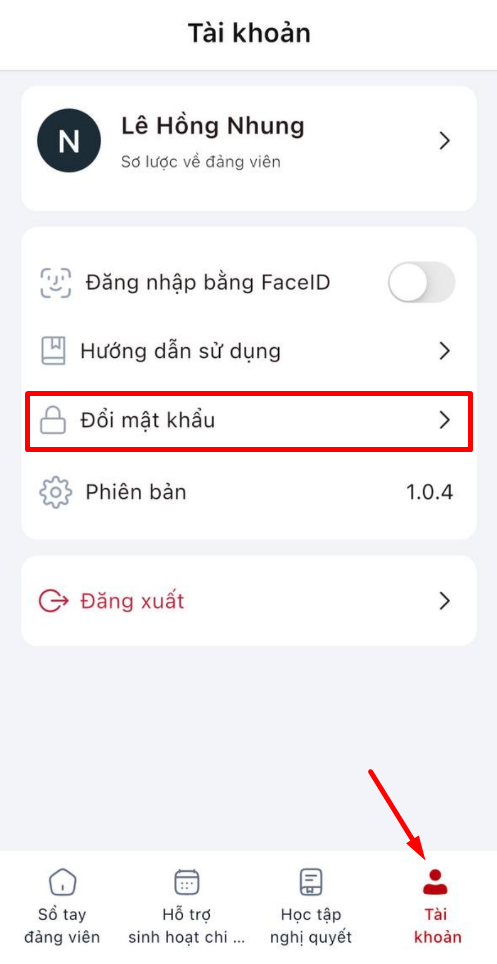 Tài khoản
N
Lê Hồng Nhung
Sơ lược về đảng viên
Đăng nhập bằng FaceID
Hướng dẫn sử dụng
Đổi mật khẩu
Phiên bản 1.0.4
Đăng xuất
Sổ tay
đảng viên
Hỗ trợ
sinh hoạt chi ...
Học tập
nghị quyết
Tài
khoản